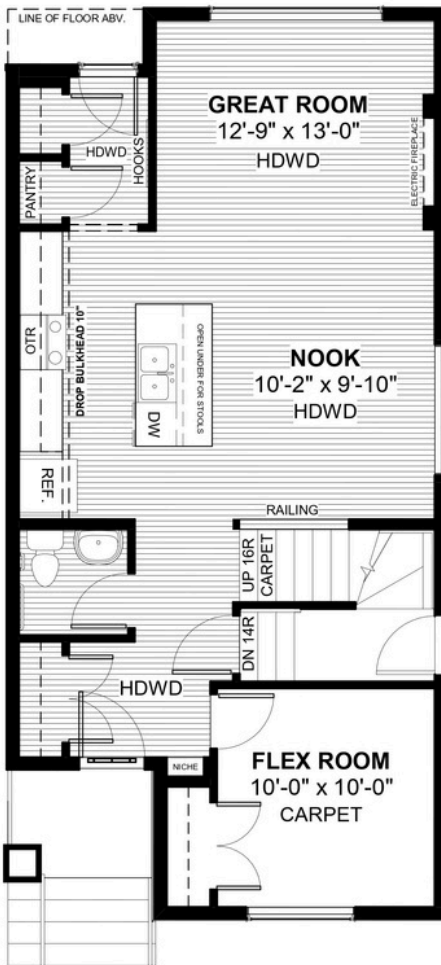 LINE OF FLOOR ABV.
GREAT ROOM
12'-9" x 13'-0"
HDWD
ELECTRIC FIREPLACE
HDWD
HOOKS
PANTRY
OTR
DROP BULKHEAD 10"
OPEN UNDER FOR STOOLS
DW
NOOK
10'-2" x 9'-10"
HDWD
REF.
RAILING
UP 16R
CARPET
DN 14R
HDWD
NICHE
FLEX ROOM
10'-0" x 10'-0"
CARPET